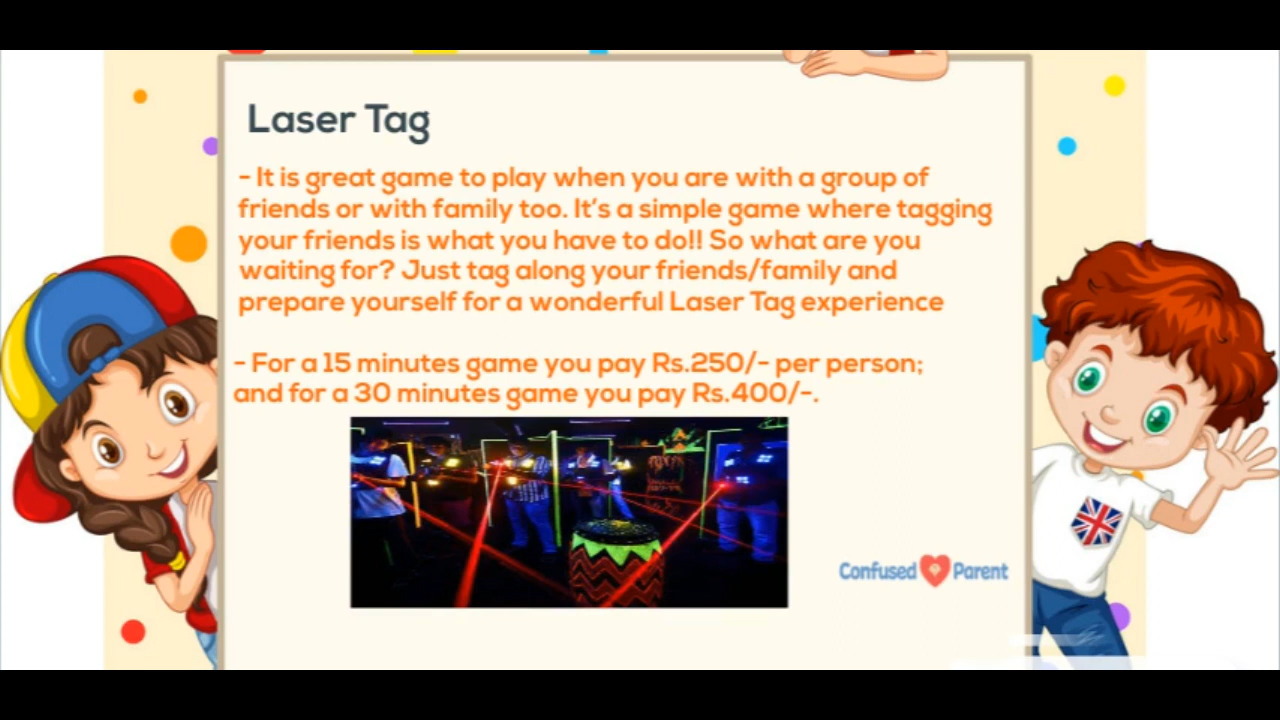 Laser Tag
- It is great game to play when you are with a group of
friends or with family too. It's a simple game where tagging
your friends is what you have to do!! So what are you
waiting for? Just tag along your friends/family and
prepare yourself for a wonderful Laser Tag experience
- For a 15 minutes game you pay Rs.250/- per person;
and for a 30 minutes game you pay Rs.400/-.
Confused Parent